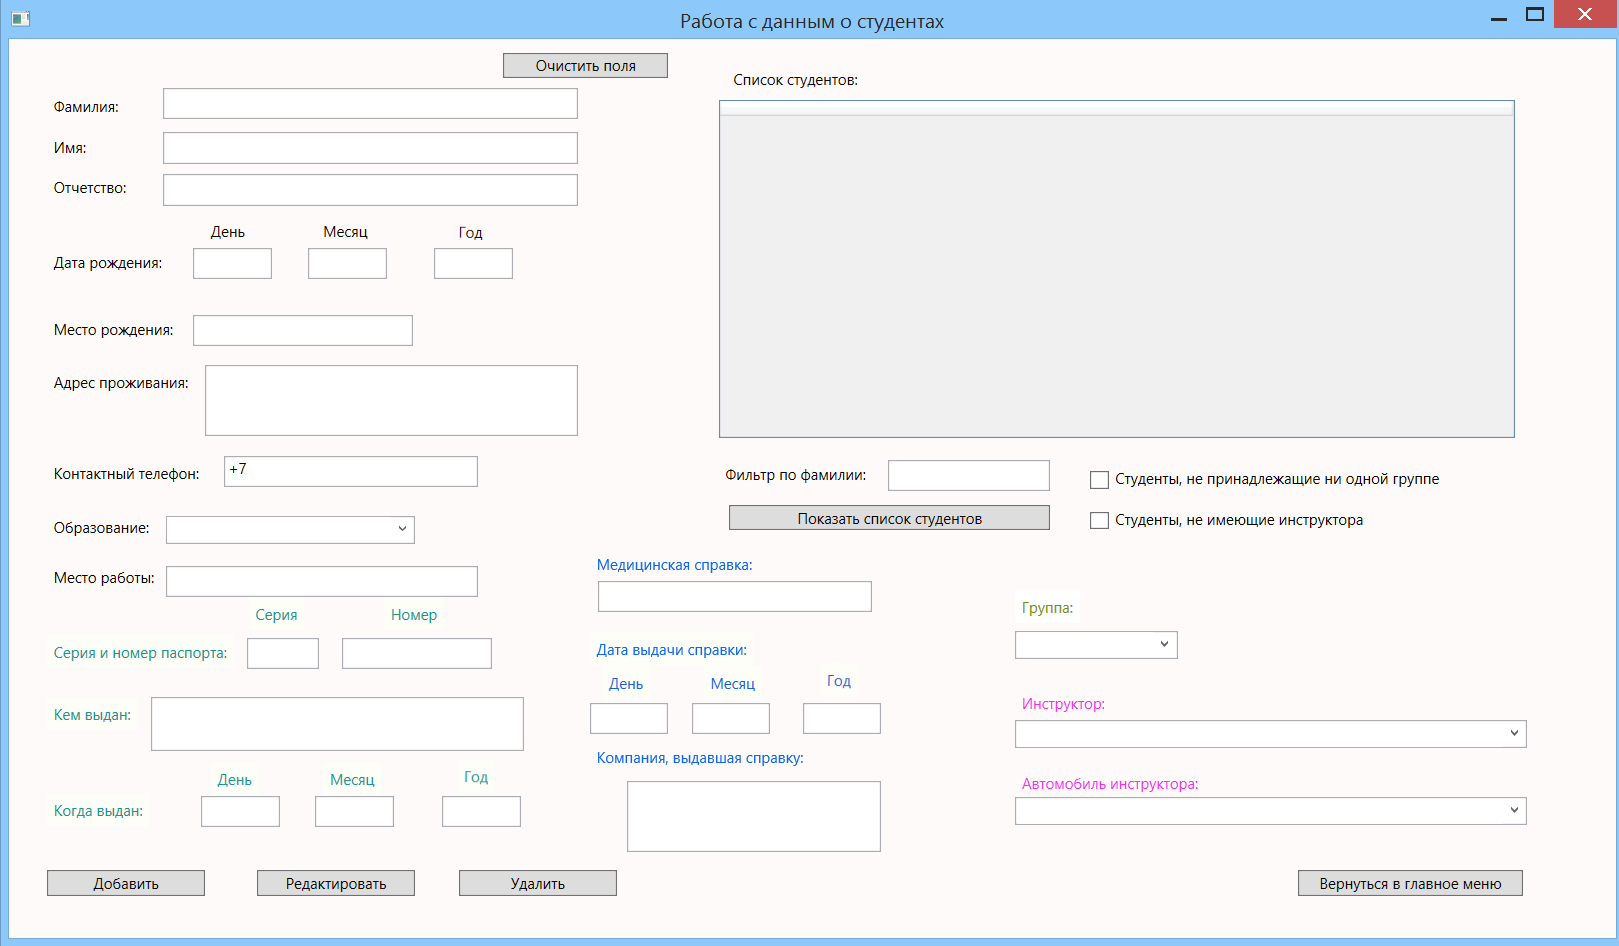 Работа с данным о студентах
Очистить поля
Фамилия:
Имя:
Отчетство:
День Месяц Год
Дата рождения:
Место рождения:
Адрес проживания:
Контактный телефон: +7
Образование:
Место работы:
Серия Номер
Серия и номер паспорта:
Кем выдан:
День Месяц Год
Когда выдан:
Добавить Редактировать Удалить
Список студентов:
Фильтр по фамилии:
Показать список студентов
Студенты, не принадлежащие ни одной группе
Студенты, не имеющие инструктора
Медицинская справка:
Дата выдачи справки:
День Месяц Год
Компания, выдавшая справку:
Группа:
Инструктор:
Автомобиль инструктора:
Вернуться в главное меню